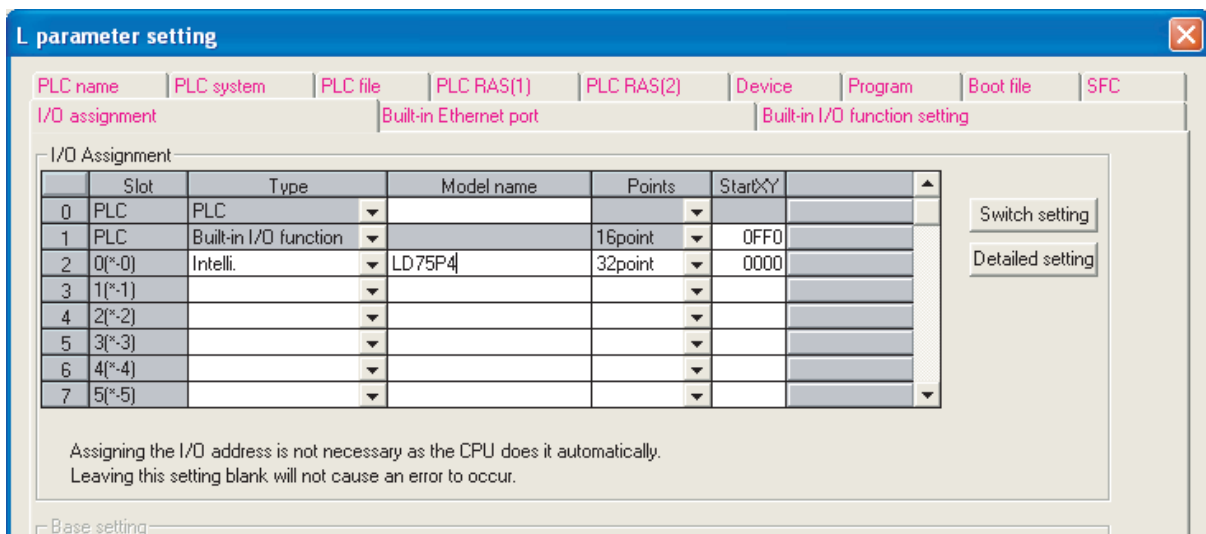 L parameter setting
PLC name PLC system PLC file PLC RAS(1) PLC RAS(2) Device Program Boot file SFC
I/O assignment Built-in Ethernet port Built-in I/O function setting
I/O Assignment
Slot Type Model name Points StartXY
0 PLC PLC
1 PLC Built-in I/O function 16point 0FF0
2 0(*-0) Intelli. LD75P4 32point 0000
3 1(*-1)
4 2(*-2)
5 3(*-3)
6 4(*-4)
7 5(*-5)
Switch setting
Detailed setting
Assigning the I/O address is not necessary as the CPU does it automatically.
Leaving this setting blank will not cause an error to occur.
Base setting